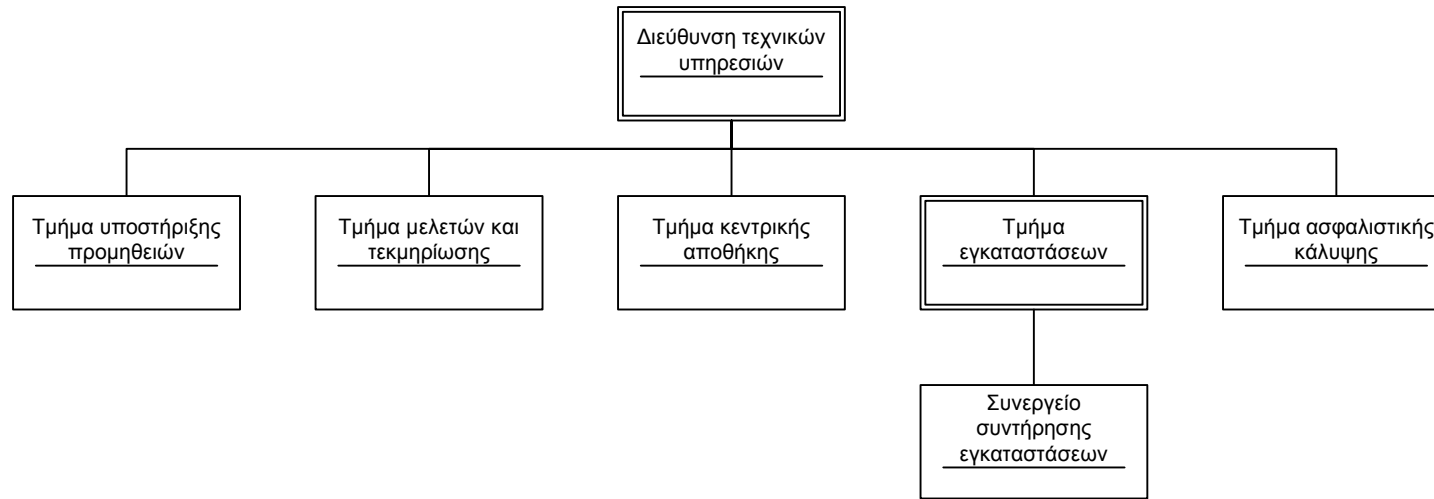 Διεύθυνση τεχνικών
υπηρεσιών
Τμήμα υποστήριξης
προμηθειών
Τμήμα μελετών και
τεκμηρίωσης
Τμήμα κεντρικής
αποθήκης
Τμήμα
εγκαταστάσεων
Τμήμα ασφαλιστικής
κάλυψης
Συνεργείο
συντήρησης
εγκαταστάσεων